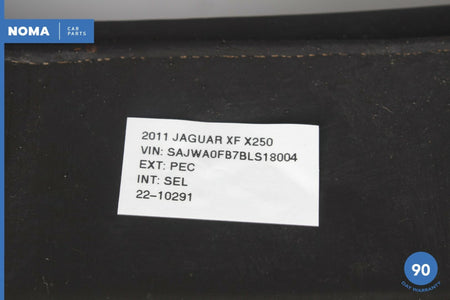 NOMA CAR PARTS
2011 JAGUAR XF X250
VIN: SAJWA0FB7BLS18004
EXT: PEC
INT: SEL
22-10291
90
DAY WARRANTY